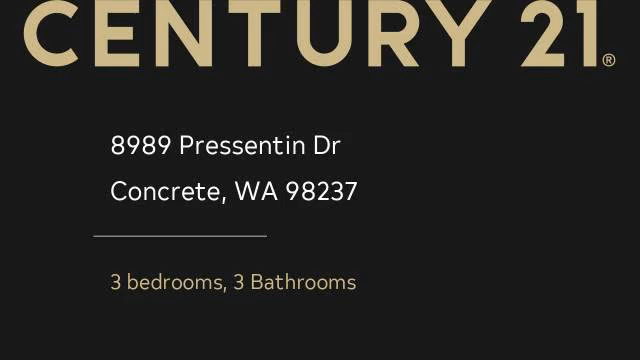 CENTURY 21®
8989 Pressentin Dr
Concrete, WA 98237
3 bedrooms, 3 Bathrooms